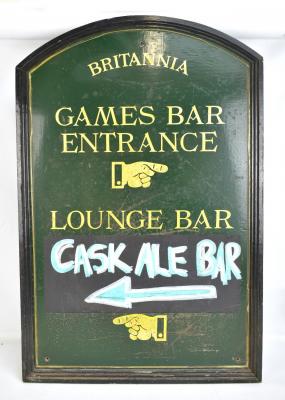 BRITANNIA
GAMES BAR
ENTRANCE
LOUNGE BAR
CASK ALE BAR